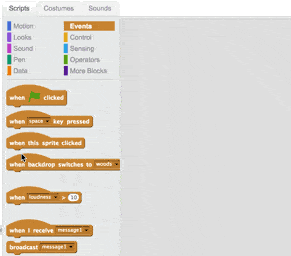 Scripts Costumes Sounds
Motion Events
Looks Control
Sound Sensing
Pen Operators
Data More Blocks
when clicked
when space key pressed
when this sprite clicked
when backdrop switches to woods
when loudness > 10
when I receive message1
broadcast message1